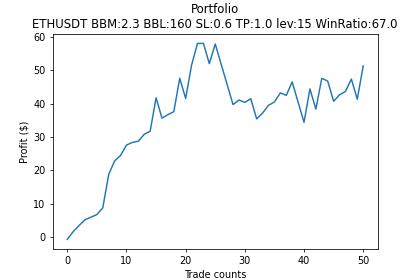 Portfolio
ETHUSDT BBM:2.3 BBL:160 SL:0.6 TP:1.0 lev:15 WinRatio:67.0
60
50
40
30
20
10
0
Profit ($)
0 10 20 30 40 50
Trade counts